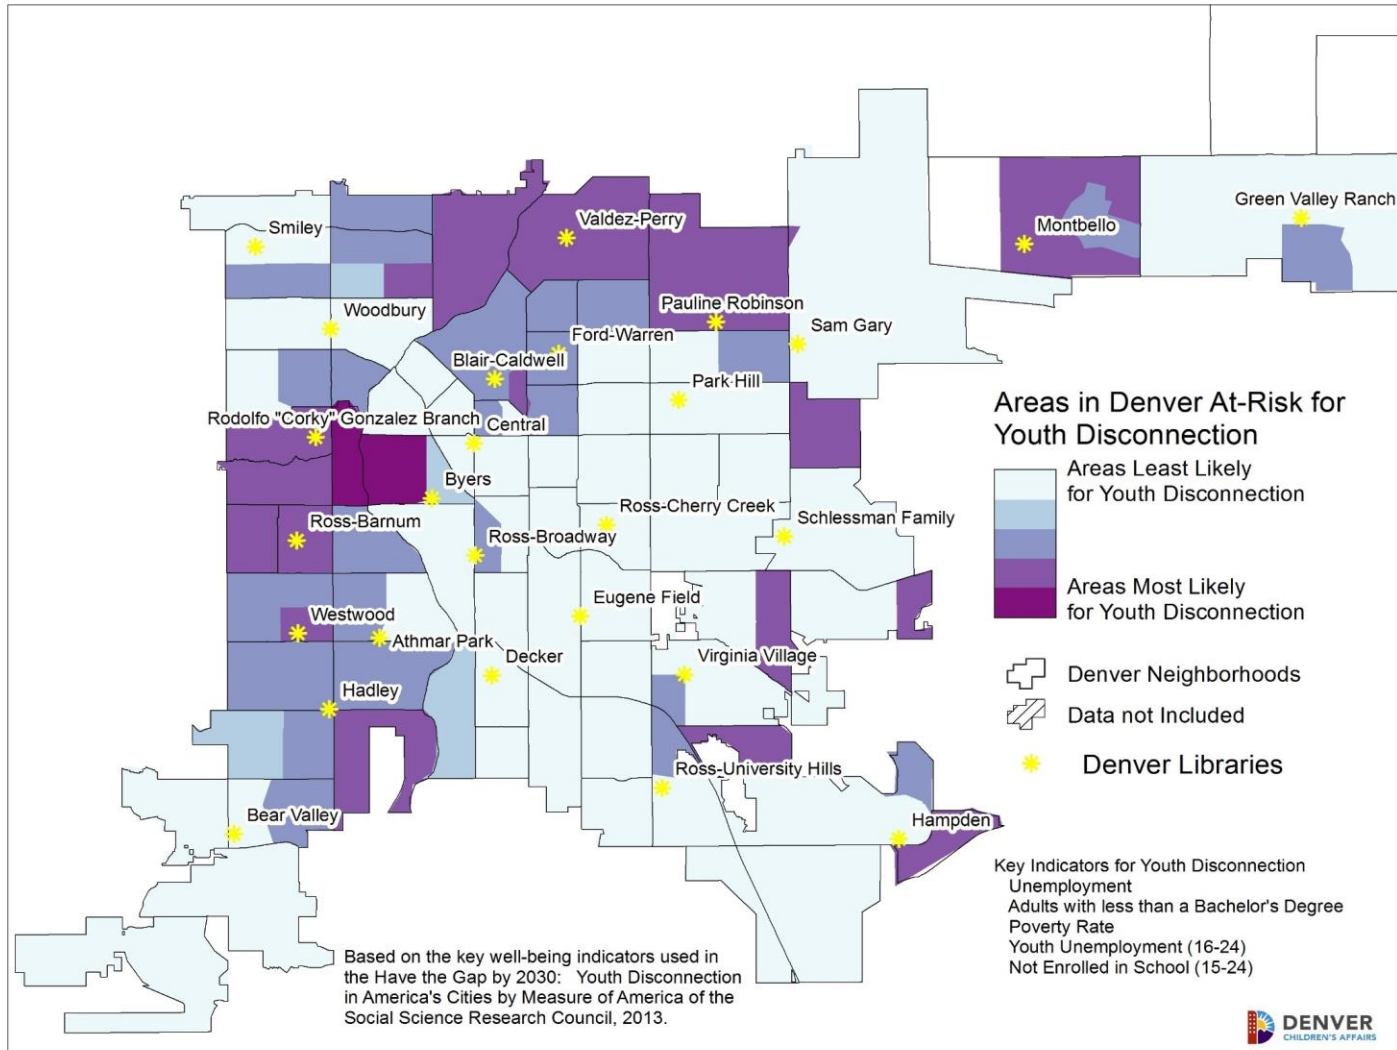 Green Valley Ranch
Valdez-Perry
Montbello
Smiley
Pauline Robinson
Woodbury
Sam Gary
Ford-Warren
Blair-Caldwell
Park Hill
Rodolfo "Corky" Gonzalez Branch
Central
Byers
Ross-Cherry Creek
Schlessman Family
Ross-Barnum
Ross-Broadway
Eugene Field
Westwood
Athmar Park
Decker
Virginia Village
Hadley
Ross-University Hills
Bear Valley
Hampden
Areas in Denver At-Risk for
Youth Disconnection
Areas Least Likely
for Youth Disconnection
Areas Most Likely
for Youth Disconnection
Denver Neighborhoods
Data not Included
Denver Libraries
Key Indicators for Youth Disconnection
Unemployment
Adults with less than a Bachelor's Degree
Poverty Rate
Youth Unemployment (16-24)
Not Enrolled in School (15-24)
Based on the key well-being indicators used in
the Have the Gap by 2030: Youth Disconnection
in America's Cities by Measure of America of the
Social Science Research Council, 2013.
DENVER
CHILDREN'S AFFAIRS